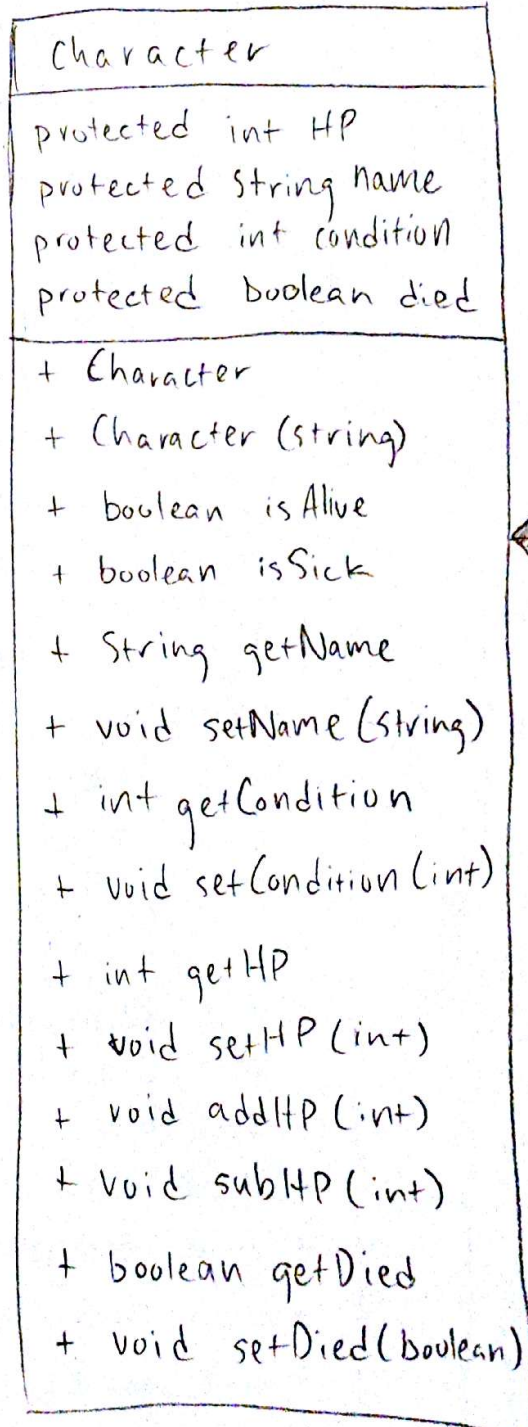 Character
protected int HP
protected String name
protected int condition
protected boolean died
+ Character
+ Character (string)
+ boolean isAlive
+ boolean isSick
+ String getName
+ void setName (string)
+ int getCondition
+ void setCondition (int)
+ int getHP
+ void setHP (int)
+ void addHP (int)
+ void subHP (int)
+ boolean getDied
+ void setDied (boolean)